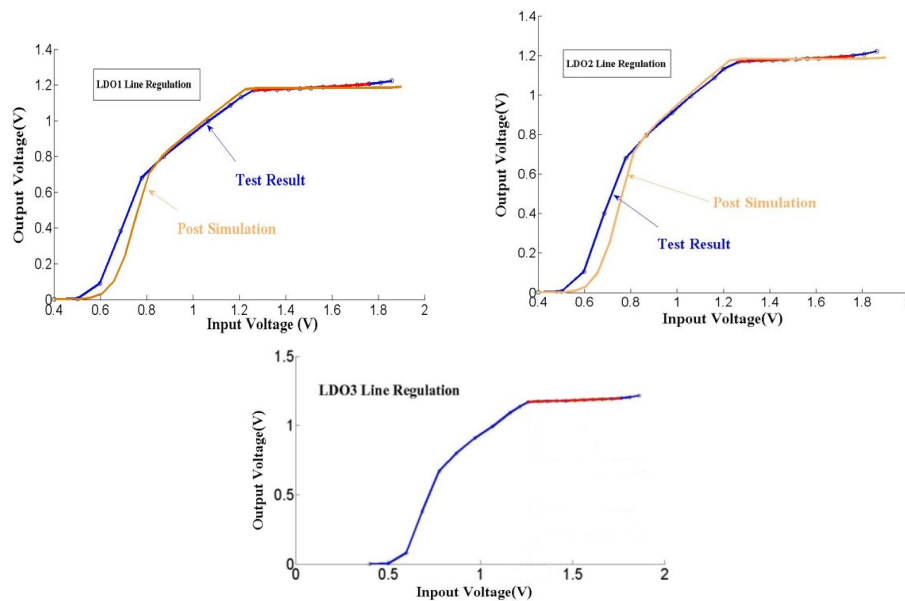 LDO1 Line Regulation
Output Voltage(V)
1.4
1.2
1
0.8
0.6
0.4
0.2
0
Test Result
Post Simulation
0.4 0.6 0.8 1 1.2 1.4 1.6 1.8 2
Input Voltage (V)
LDO2 Line Regulation
Output Voltage(V)
1.4
1.2
1
0.8
0.6
0.4
0.2
0
Post Simulation
Test Result
0.4 0.6 0.8 1 1.2 1.4 1.6 1.8
Inpout Voltage(V)
LDO3 Line Regulation
Output Voltage(V)
1.5
1
0.5
0
0 0.5 1 1.5 2
Inpout Voltage(V)